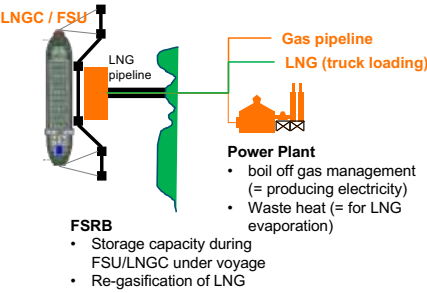 LNGC / FSU
LNG
pipeline
Gas pipeline
LNG (truck loading)
Power Plant
• boil off gas management
(= producing electricity)
• Waste heat (= for LNG
evaporation)
FSRB
• Storage capacity during
FSU/LNGC under voyage
• Re-gasification of LNG